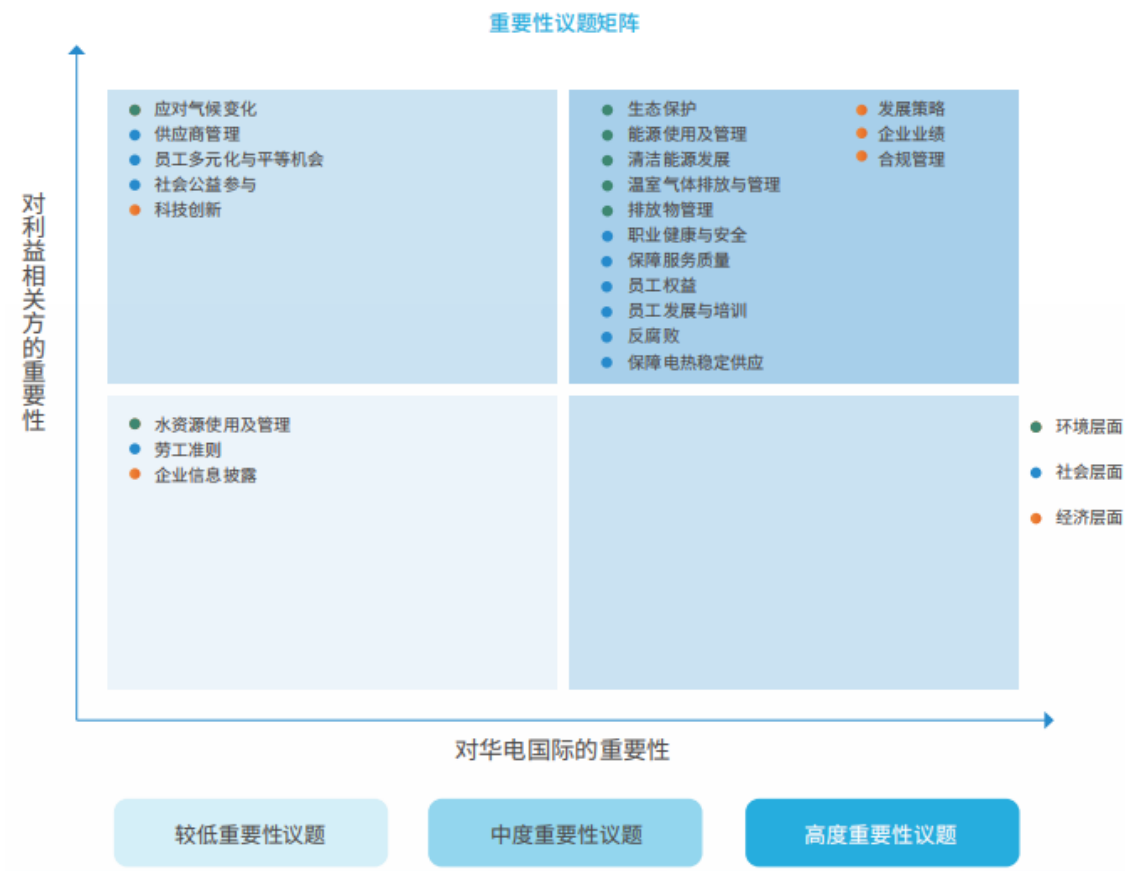 重要性议题矩阵
对利益相关方的重要性
应对气候变化
供应商管理
员工多元化与平等机会
社会公益参与
科技创新
生态保护
能源使用及管理
清洁能源发展
温室气体排放与管理
排放物管理
职业健康与安全
保障服务质量
员工权益
员工发展与培训
反腐败
保障电热稳定供应
发展策略
企业业绩
合规管理
水资源使用及管理
劳工准则
企业信息披露
环境层面
社会层面
经济层面
对华电国际的重要性
较低重要性议题
中度重要性议题
高度重要性议题